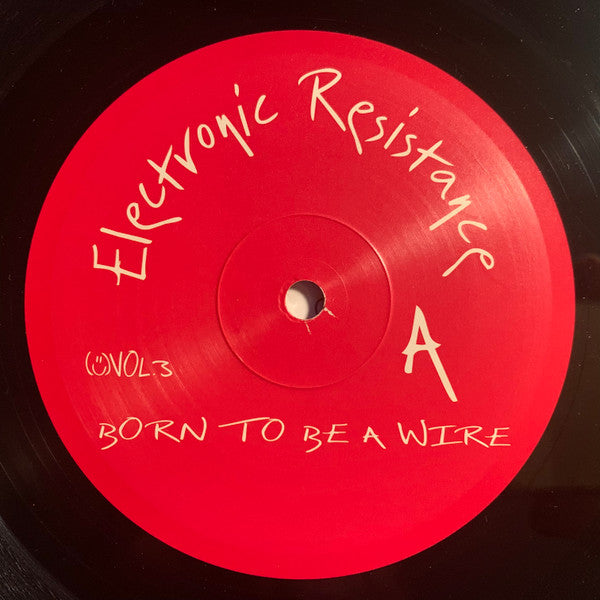 Electronic Resistance
A
(ü)VOL.3
BORN TO BE A WIRE